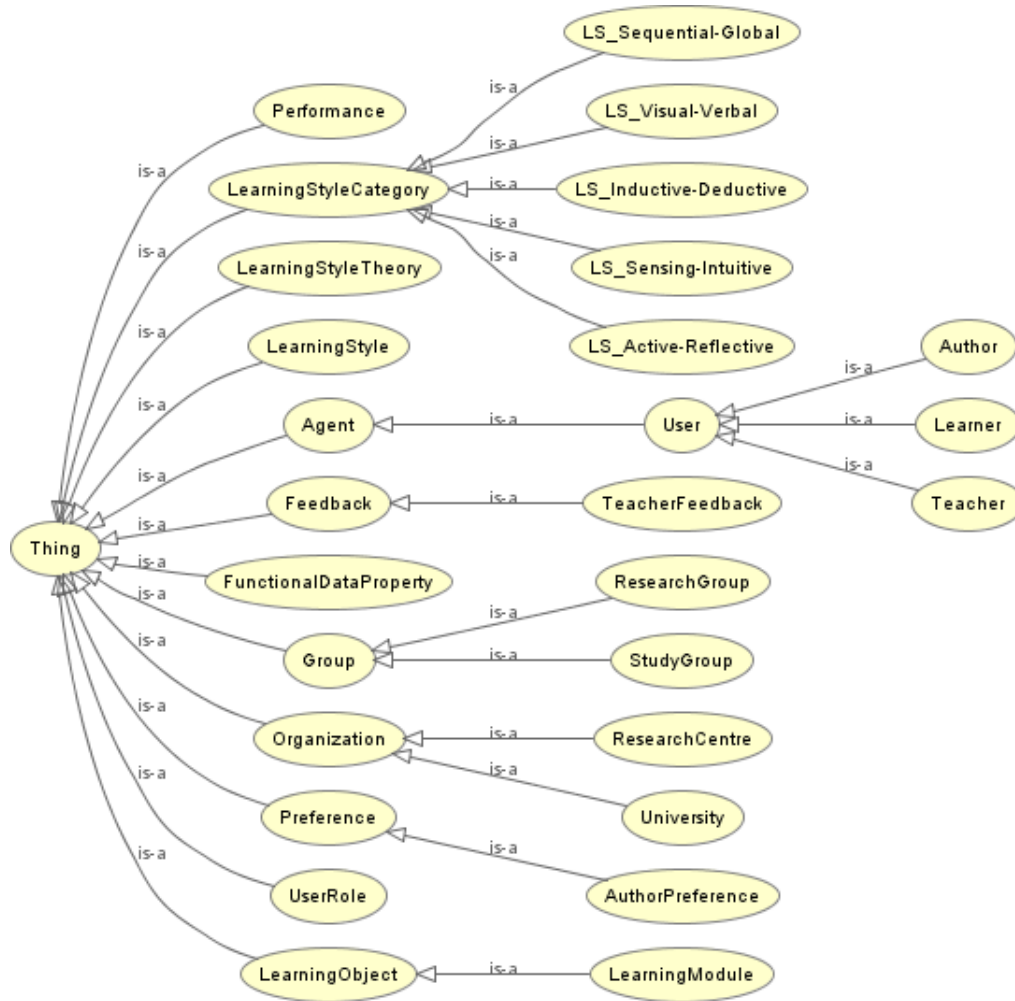 LS_Sequential-Global
is-a
Performance
LS_Visual-Verbal
is-a
is-a
LearningStyleCategory
is-a
LS_Inductive-Deductive
is-a
is-a
LearningStyleTheory
is-a
LS_Sensing-Intuitive
is-a
LearningStyle
LS_Active-Reflective
Author
is-a
is-a
Agent
is-a
User
is-a
Learner
is-a
is-a
Feedback
is-a
TeacherFeedback
Teacher
is-a
Thing
is-a
FunctionalDataProperty
ResearchGroup
is-a
is-a
Group
is-a
StudyGroup
is-a
Organization
is-a
ResearchCentre
is-a
is-a
Preference
University
is-a
is-a
UserRole
AuthorPreference
is-a
LearningObject
is-a
LearningModule